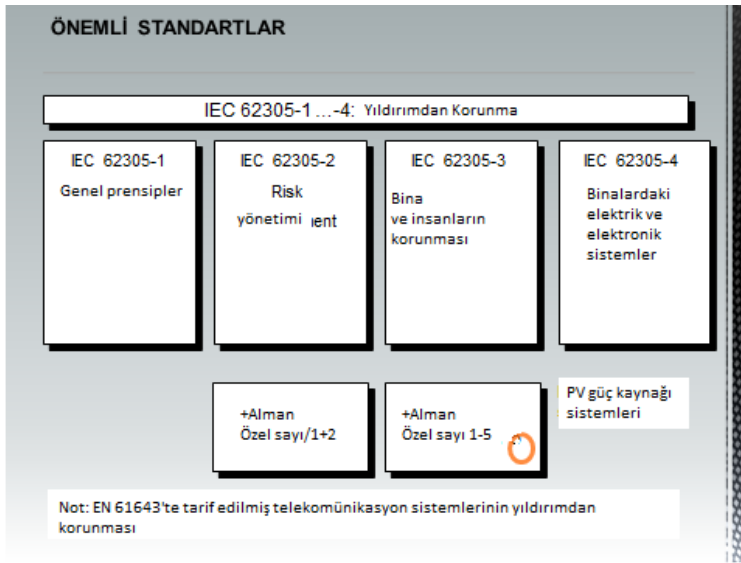 ÖNEMLİ STANDARTLAR
IEC 62305-1 ...-4: Yıldırımdan Korunma
IEC 62305-1
Genel prensipler
IEC 62305-2
Risk
yönetimi ent
IEC 62305-3
Bina
ve insanların
korunması
IEC 62305-4
Binalardaki
elektrik ve
elektronik
sistemler
+Alman
Özel sayı/1+2
+Alman
Özel sayı 1-5
PV güç kaynağı
sistemleri
Not: EN 61643'te tarif edilmiş telekomünikasyon sistemlerinin yıldırımdan
korunması